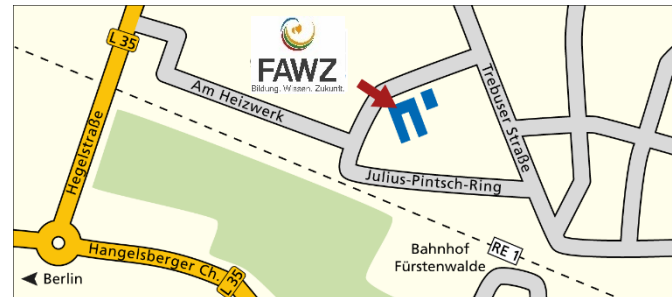 L 35
FAWZ
Bildung. Wissen. Zukunft.
Am Heizwerk
Trebuser Straße
Hegelstraße
Julius-Pintsch-Ring
Hangelsberger Ch.
L 35
Bahnhof
Fürstenwalde
RE 1
Berlin